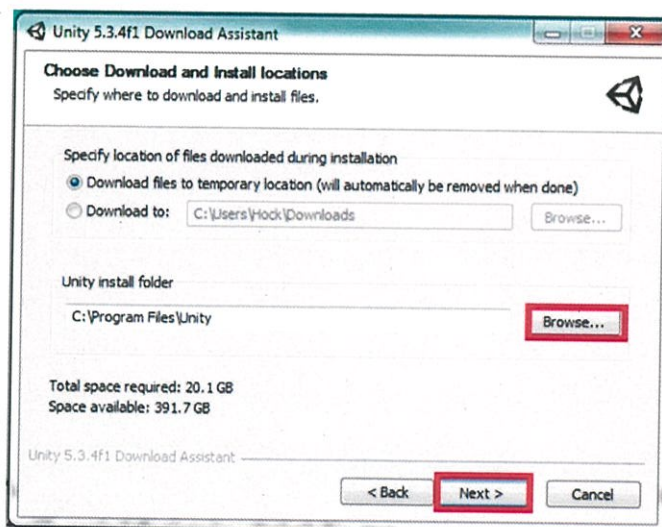 Unity 5.3.4f1 Download Assistant
Choose Download and Install locations
Specify where to download and install files.
Specify location of files downloaded during installation
Download files to temporary location (will automatically be removed when done)
Download to: C:\Users\Hock\Downloads Browse...
Unity install folder
C:\Program Files\Unity Browse...
Total space required: 20.1 GB
Space available: 391.7 GB
Unity 5.3.4f1 Download Assistant
< Back Next > Cancel